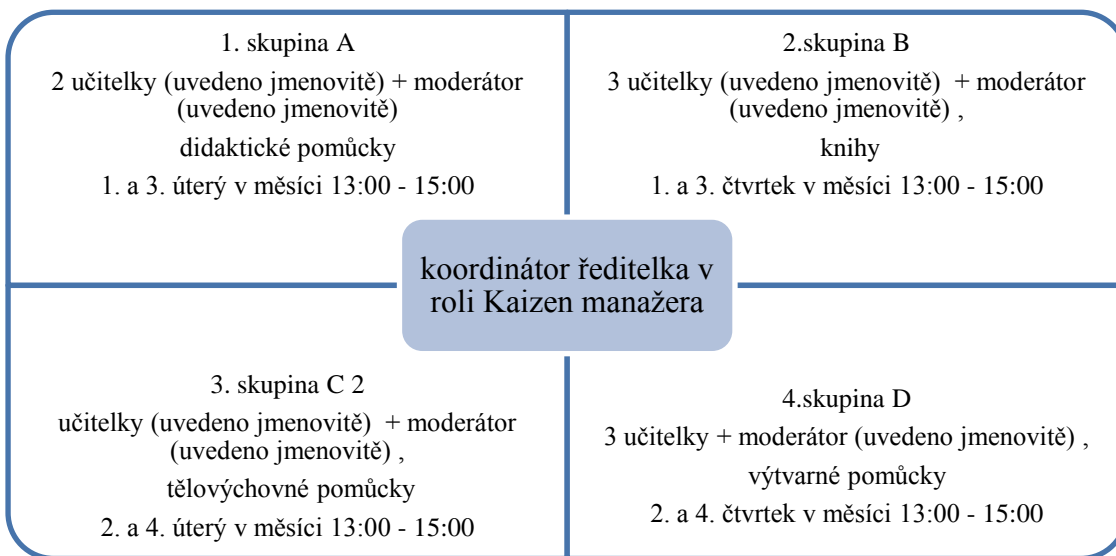 1. skupina A
2 učitelky (uvedeno jmenovitě) + moderátor
(uvedeno jmenovitě)
didaktické pomůcky
1. a 3. úterý v měsíci 13:00 - 15:00
2.skupina B
3 učitelky (uvedeno jmenovitě)  + moderátor
(uvedeno jmenovitě) ,
knihy
1. a 3. čtvrtek v měsíci 13:00 - 15:00
koordinátor ředitelka v
roli Kaizen manažera
3. skupina C 2
učitelky (uvedeno jmenovitě)  + moderátor
(uvedeno jmenovitě) ,
tělovýchovné pomůcky
2. a 4. úterý v měsíci 13:00 - 15:00
4.skupina D
3 učitelky + moderátor (uvedeno jmenovitě) ,
výtvarné pomůcky
2. a 4. čtvrtek v měsíci 13:00 - 15:00